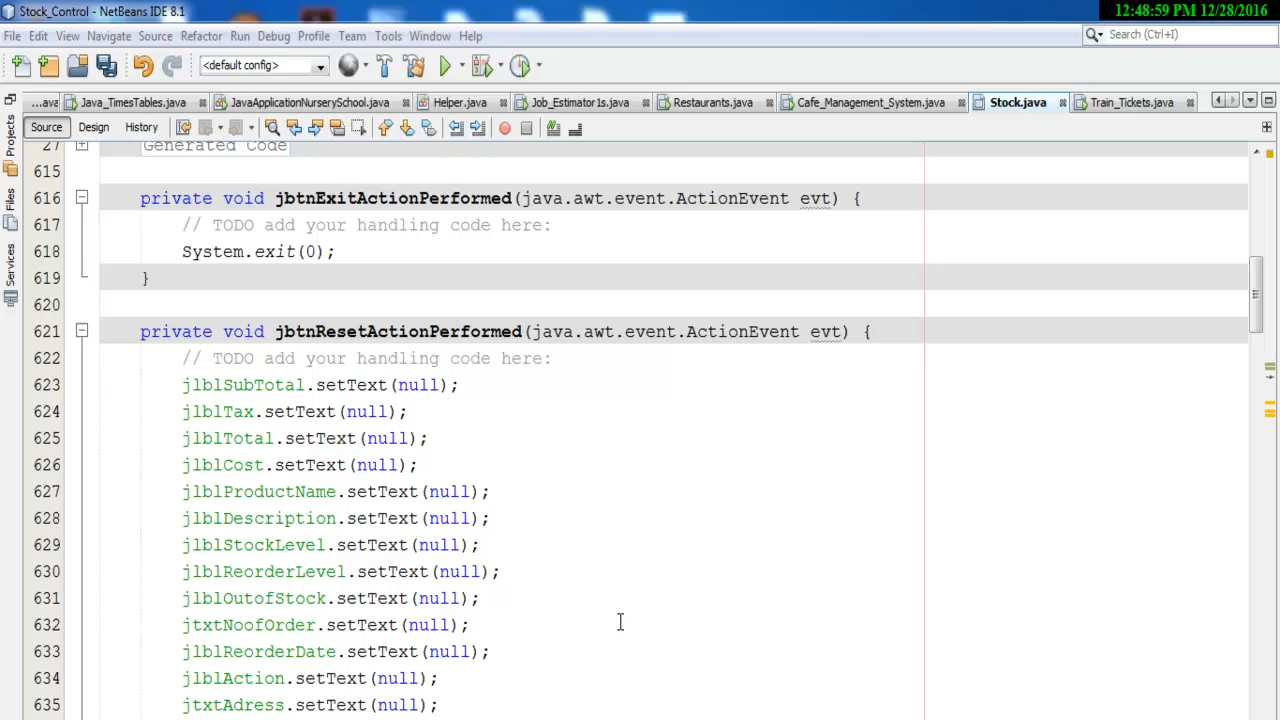 Stock_Control - NetBeans IDE 8.1
12:48:59 PM 12/28/2016
File Edit View Navigate Source Refactor Run Debug Profile Team Tools Window Help
Search (Ctrl+I)
<default config>
...ava Java_TimesTables.java JavaApplicationNurserySchool.java Helper.java Job_Estimator1s.java Restaurants.java Cafe_Management_System.java Stock.java Train_Tickets.java
Source Design History
Projects
Files
Services
27 Generated Code
615
616 private void jbtnExitActionPerformed(java.awt.event.ActionEvent evt) {
617 // TODO add your handling code here:
618 System.exit(0);
619 }
620
621 private void jbtnResetActionPerformed(java.awt.event.ActionEvent evt) {
622 // TODO add your handling code here:
623 jlblSubTotal.setText(null);
624 jlblTax.setText(null);
625 jlblTotal.setText(null);
626 jlblCost.setText(null);
627 jlblProductName.setText(null);
628 jlblDescription.setText(null);
629 jlblStockLevel.setText(null);
630 jlblReorderLevel.setText(null);
631 jlblOutofStock.setText(null);
632 jtxtNoofOrder.setText(null);
633 jlblReorderDate.setText(null);
634 jlblAction.setText(null);
635 jtxtAdress.setText(null);